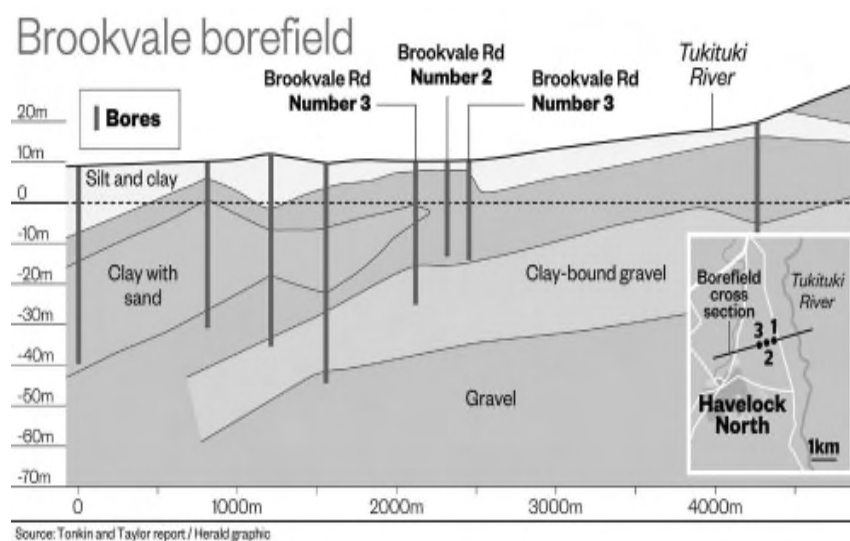 Brookvale borefield
Bores
Brookvale Rd
Number 3
Brookvale Rd
Number 2
Brookvale Rd
Number 3
Tukituki
River
20m
10m
0
-10m
-20m
-30m
-40m
-50m
-60m
-70m
Silt and clay
Clay with
sand
Clay-bound gravel
Gravel
Borefield
cross
section
Tukituki
River
3
2
1
Havelock
North
1km
0
1000m
2000m
3000m
4000m
Source: Tonkin and Taylor report / Herald graphic